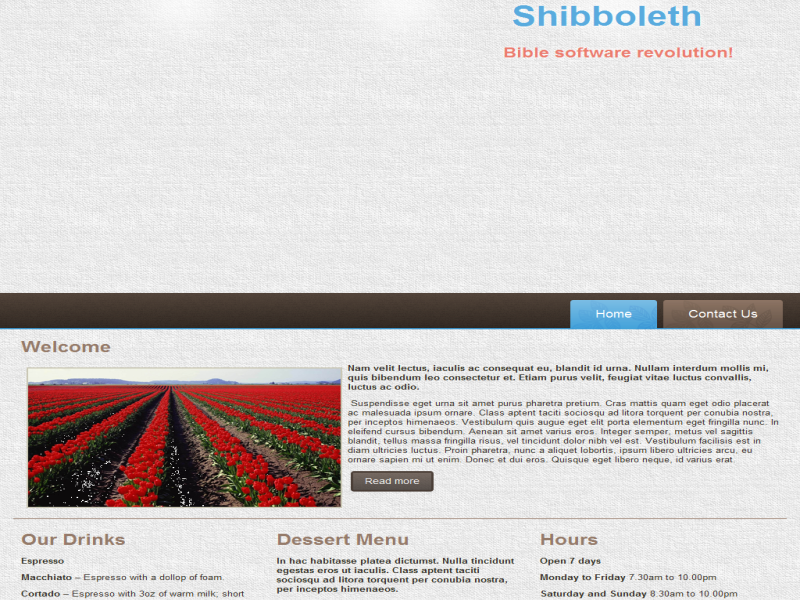 Shibboleth
Bible software revolution!
Home
Contact Us
Welcome
Nam velit lectus, iaculis ac consequat eu, blandit id urna. Nullam interdum mollis mi,
quis bibendum leo consectetur et. Etiam purus velit, feugiat vitae luctus convallis,
luctus ac odio.
Suspendisse eget urna sit amet purus pharetra pretium. Cras mattis quam eget odio placerat
ac malesuada ipsum ornare. Class aptent taciti sociosqu ad litora torquent per conubia nostra,
per inceptos himenaeos. Vestibulum quis augue eget elit porta elementum eget fringilla nunc. In
eleifend cursus bibendum. Aenean sit amet varius eros. Integer semper, metus vel sagittis
blandit, tellus massa fringilla risus, vel tincidunt dolor nibh vel est. Vestibulum facilisis est in
diam ultricies luctus. Proin pharetra, nunc a aliquet lobortis, ipsum libero ultricies arcu, eu
ornare sapien mi ut enim. Donec et dui eros. Quisque eget libero neque, id varius erat.
Read more
Our Drinks
Espresso
Macchiato – Espresso with a dollop of foam.
Cortado – Espresso with 3oz of warm milk; short
Dessert Menu
In hac habitasse platea dictumst. Nulla tincidunt
egestas eros ut iaculis. Class aptent taciti
sociosqu ad litora torquent per conubia nostra,
per inceptos himenaeos.
Hours
Open 7 days
Monday to Friday 7.30am to 10.00pm
Saturday and Sunday 8.30am to 10.00pm